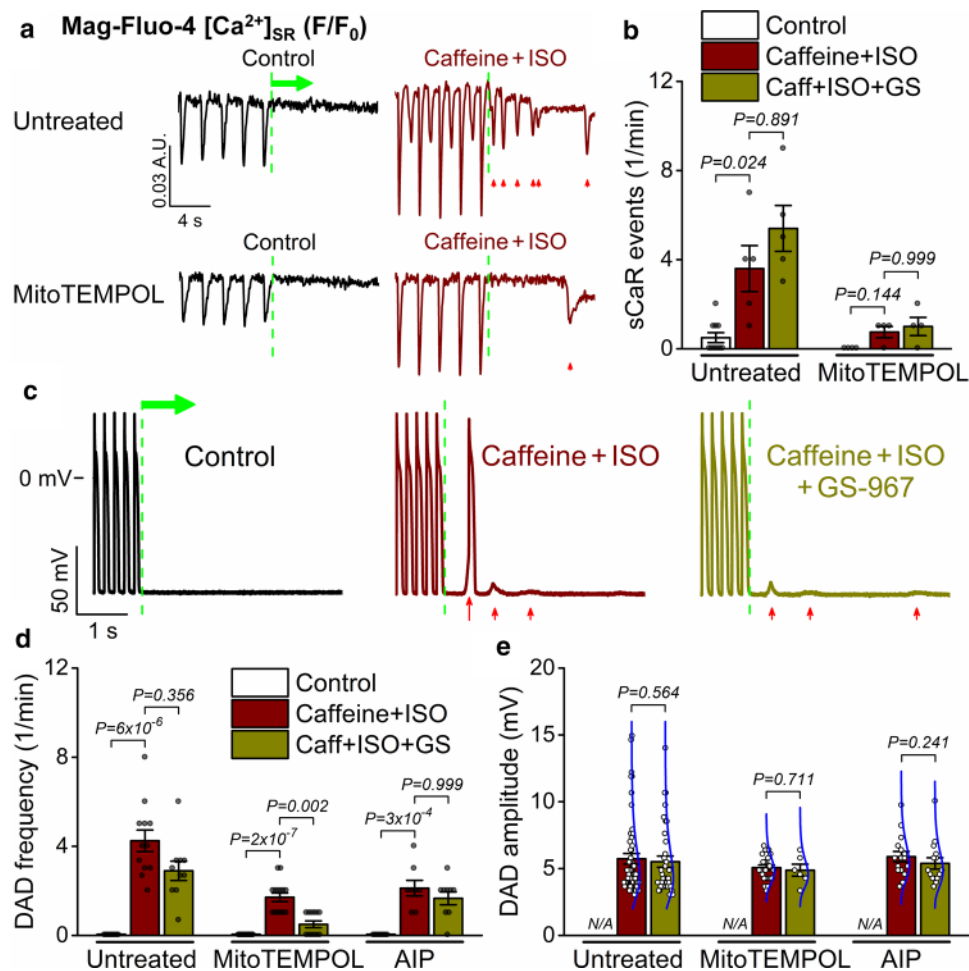 a Mag-Fluo-4 [Ca²⁺]SR (F/F₀)
Control
Caffeine + ISO
Untreated
0.03 A.U.
4 s
Control
Caffeine + ISO
MitoTEMPOL
b
Control
Caffeine+ISO
Caff+ISO+GS
sCaR events (1/min)
12
8
4
0
P=0.891
P=0.024
P=0.999
P=0.144
Untreated
MitoTEMPOL
c
0 mV
50 mV
1 s
Control
Caffeine + ISO
Caffeine + ISO
+ GS-967
d
DAD frequency (1/min)
12
8
4
0
Control
Caffeine+ISO
Caff+ISO+GS
P=0.356
P=6x10⁻⁶
P=0.002
P=2x10⁻⁷
P=0.999
P=3x10⁻⁴
Untreated
MitoTEMPOL
AIP
e
DAD amplitude (mV)
20
15
10
5
0
P=0.564
P=0.711
P=0.241
N/A
N/A
N/A
Untreated
MitoTEMPOL
AIP